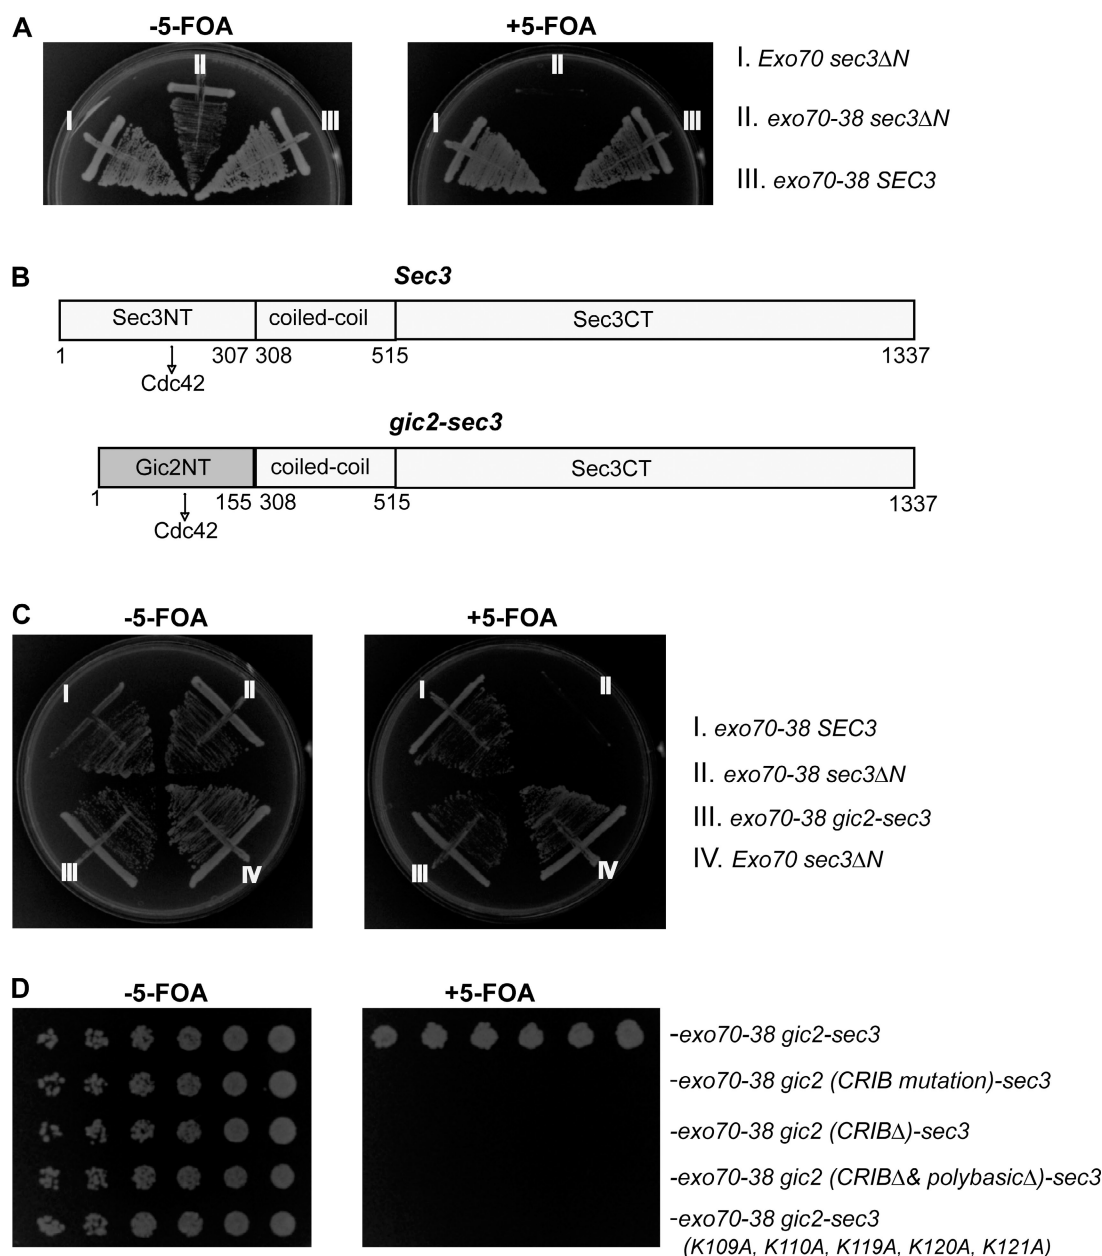 A
-5-FOA
+5-FOA
I
II
III
I
II
III
I. Exo70 sec3ΔN
II. exo70-38 sec3ΔN
III. exo70-38 SEC3
B
Sec3
Sec3NT
coiled-coil
Sec3CT
1
307
308
515
1337
Cdc42
gic2-sec3
Gic2NT
coiled-coil
Sec3CT
1
155
308
515
1337
Cdc42
C
-5-FOA
+5-FOA
I
II
III
IV
I
II
III
IV
I. exo70-38 SEC3
II. exo70-38 sec3ΔN
III. exo70-38 gic2-sec3
IV. Exo70 sec3ΔN
D
-5-FOA
+5-FOA
-exo70-38 gic2-sec3
-exo70-38 gic2 (CRIB mutation)-sec3
-exo70-38 gic2 (CRIBΔ)-sec3
-exo70-38 gic2 (CRIBΔ& polybasicΔ)-sec3
-exo70-38 gic2-sec3
(K109A, K110A, K119A, K120A, K121A)